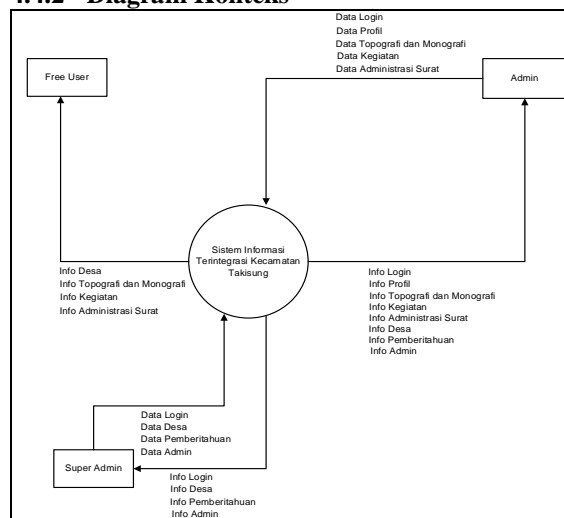 4.4.2 Diagram Konteks
Data Login
Data Profil
Data Topografi dan Monografi
Data Kegiatan
Data Administrasi Surat
Free User
Admin
Sistem Informasi
Terintegrasi Kecamatan
Takisung
Info Desa
Info Topografi dan Monografi
Info Kegiatan
Info Administrasi Surat
Info Login
Info Profil
Info Topografi dan Monografi
Info Kegiatan
Info Administrasi Surat
Info Desa
Info Pemberitahuan
Info Admin
Data Login
Data Desa
Data Pemberitahuan
Data Admin
Super Admin
Info Login
Info Desa
Info Pemberitahuan
Info Admin